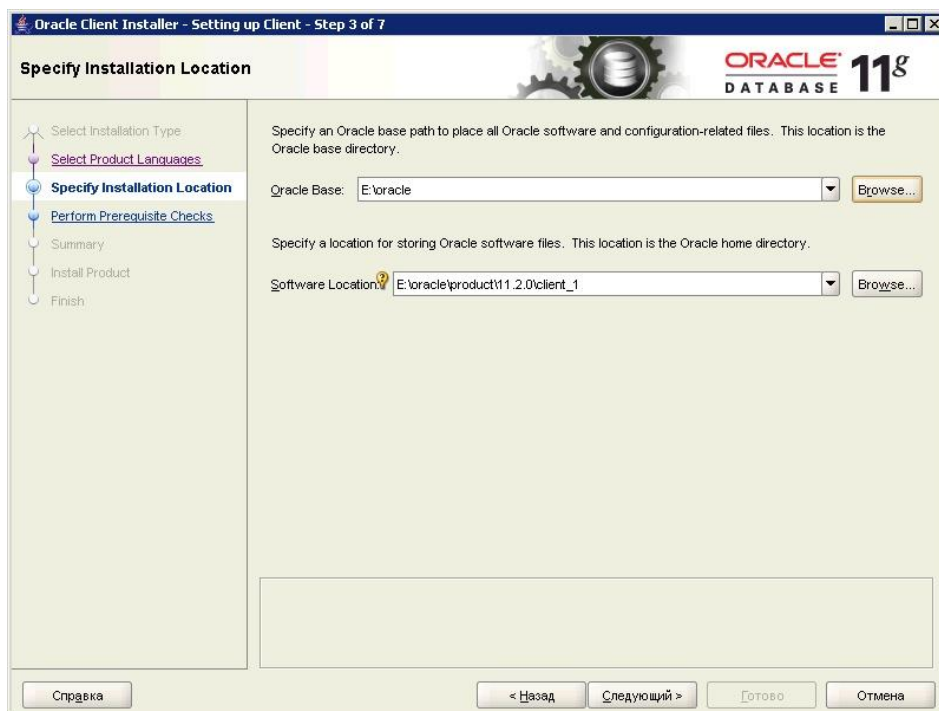 Oracle Client Installer - Setting up Client - Step 3 of 7
Specify Installation Location
ORACLE
DATABASE
11g
Select Installation Type
Select Product Languages
Specify Installation Location
Perform Prerequisite Checks
Summary
Install Product
Finish
Specify an Oracle base path to place all Oracle software and configuration-related files. This location is the
Oracle base directory.
Oracle Base: E:\oracle Browse...
Specify a location for storing Oracle software files. This location is the Oracle home directory.
Software Location: E:\oracle\product\11.2.0\client_1 Browse...
Справка < Назад Следующий > Готово Отмена